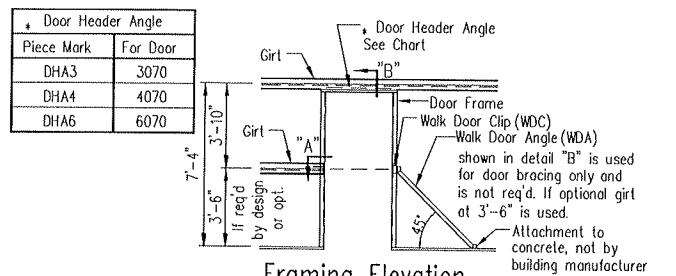 * Door Header Angle
Piece Mark For Door
DHA3 3070
DHA4 4070
DHA6 6070
* Door Header Angle
See Chart
Girt
"B"
Door Frame
Walk Door Clip (WDC)
Walk Door Angle (WDA)
shown in detail "B" is used
for door bracing only and
is not req'd. If optional girt
at 3'-6" is used.
Girt
"A"
7'-4"
3'-10"
3'-6"
If req'd
by design
or opt.
45°
Attachment to
concrete, not by
building manufacturer
Framing Elevation